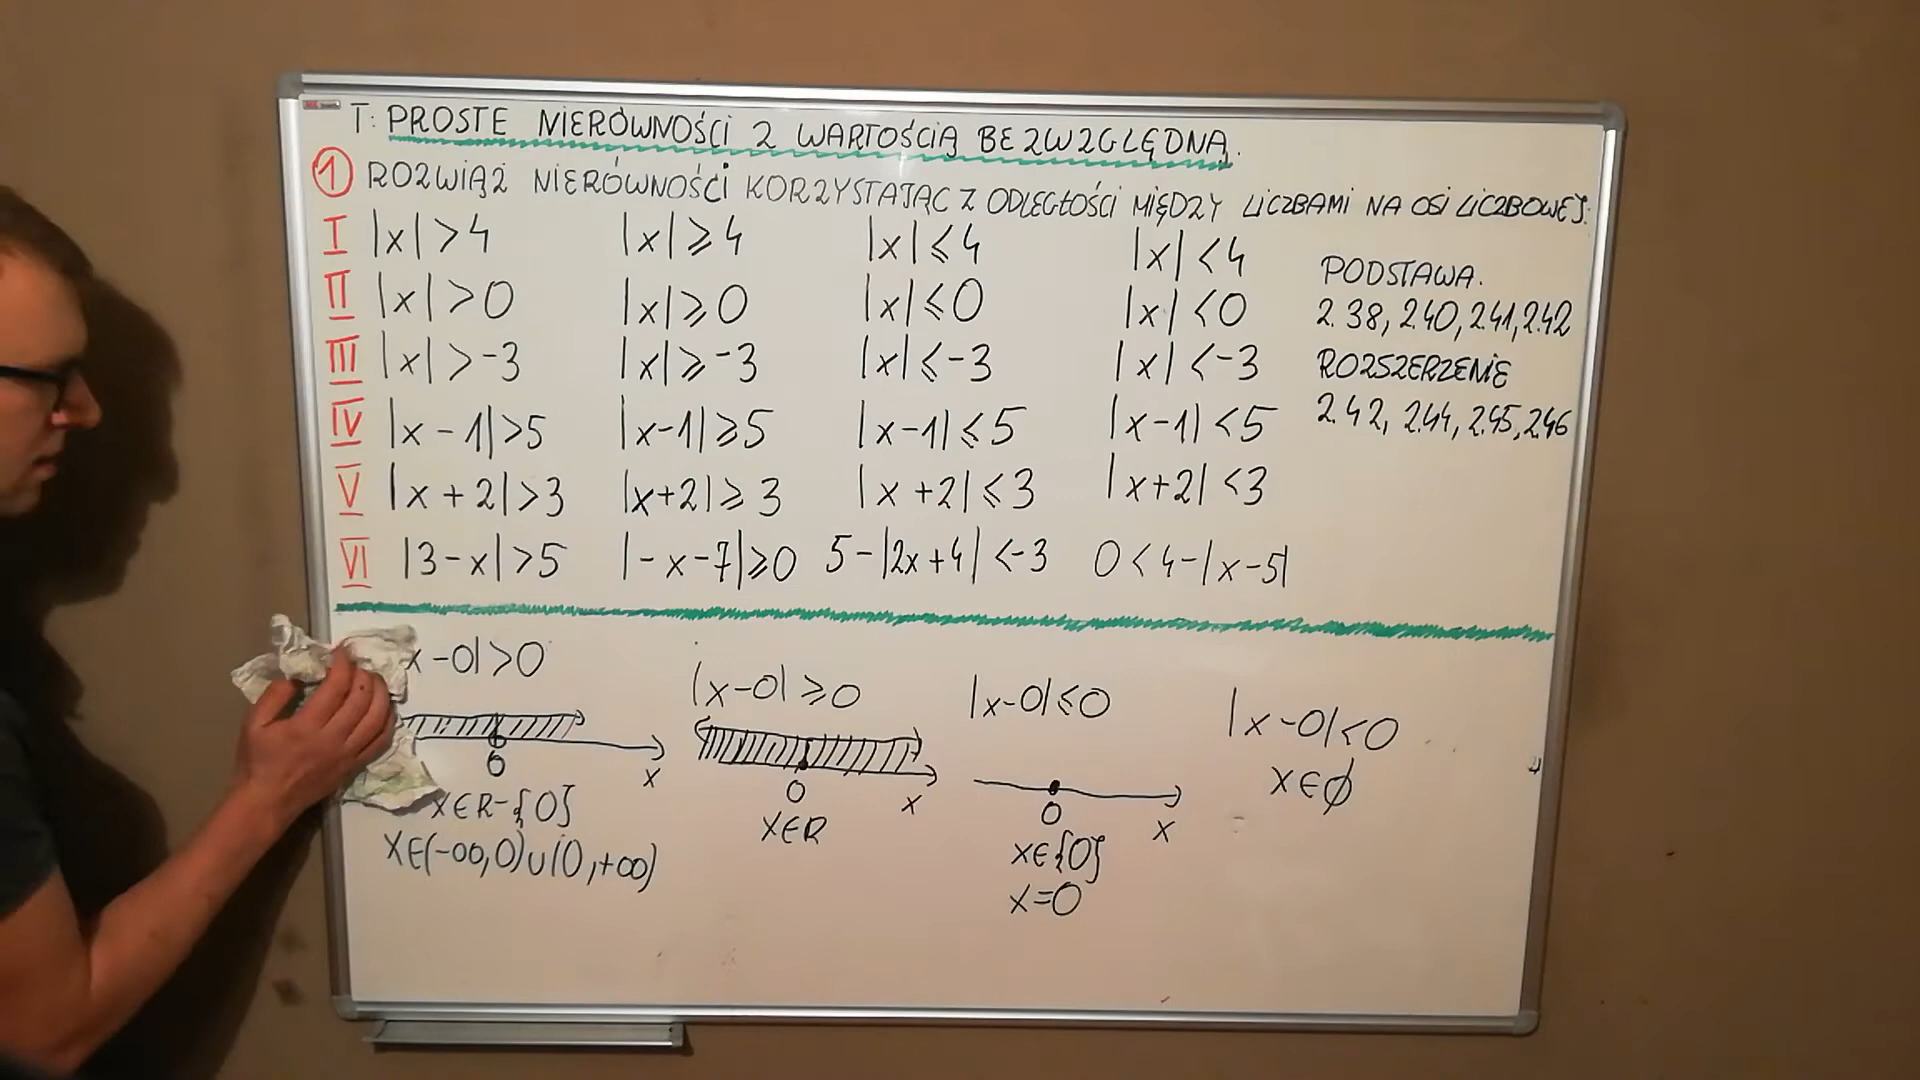 T: PROSTE NIERÓWNOŚCI Z WARTOŚCIĄ BEZWZGLĘDNĄ.
① ROZWIĄŻ NIERÓWNOŚCI KORZYSTAJĄC Z ODLEGŁOŚCI MIĘDZY LICZBAMI NA OSI LICZBOWEJ:
I |x|>4 |x|⩾4 |x|⩽4 |x|<4
II |x|>0 |x|⩾0 |x|⩽0 |x|<0
III |x|>-3 |x|⩾-3 |x|⩽-3 |x|<-3
IV |x-1|>5 |x-1|⩾5 |x-1|⩽5 |x-1|<5
V |x+2|>3 |x+2|⩾3 |x+2|⩽3 |x+2|<3
VI |3-x|>5 |-x-7|⩾0 5-|2x+4|<-3 0<4-|x-5|
PODSTAWA.
2.38, 2.40, 2.41, 2.42
ROZSZERZENIE
2.42, 2.44, 2.45, 2.46
x-0|>0
0 x
x∈R-{0}
x∈(-∞,0)∪(0,+∞)
|x-0|⩾0
0 x
x∈R
|x-0|⩽0
0 x
x∈{0}
x=0
|x-0|<0
x∈∅